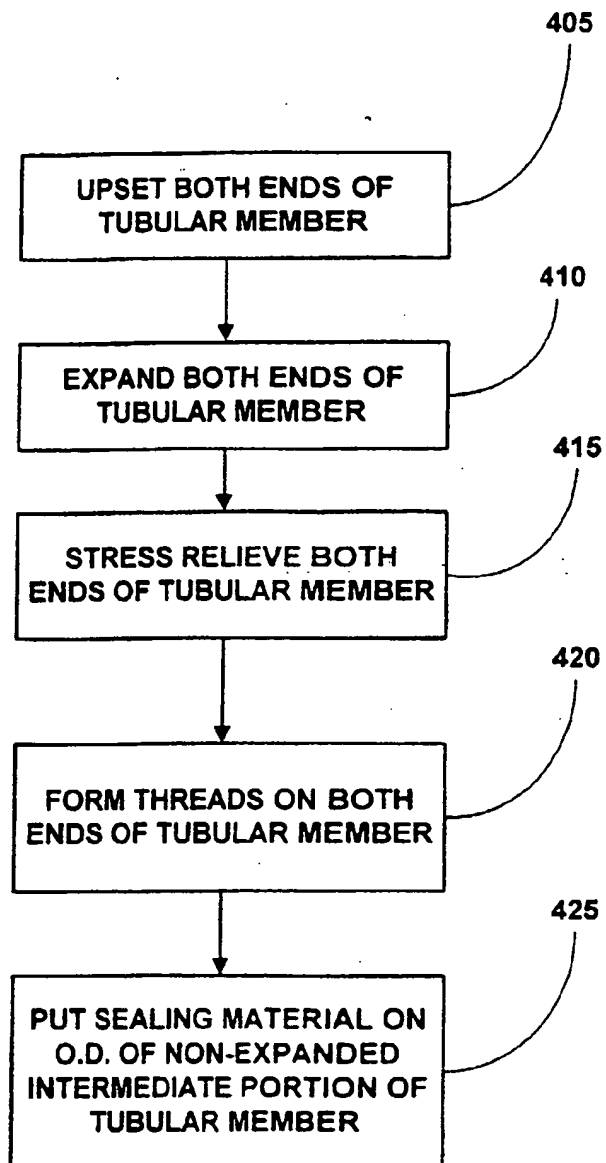 405
UPSET BOTH ENDS OF
TUBULAR MEMBER
410
EXPAND BOTH ENDS OF
TUBULAR MEMBER
415
STRESS RELIEVE BOTH
ENDS OF TUBULAR MEMBER
420
FORM THREADS ON BOTH
ENDS OF TUBULAR MEMBER
425
PUT SEALING MATERIAL ON
O.D. OF NON-EXPANDED
INTERMEDIATE PORTION OF
TUBULAR MEMBER